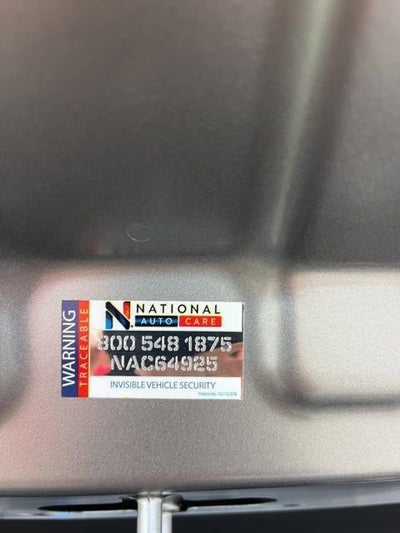 WARNING
TRACEABLE
NATIONAL
AUTO CARE
800 548 1875
NAC64925
INVISIBLE VEHICLE SECURITY